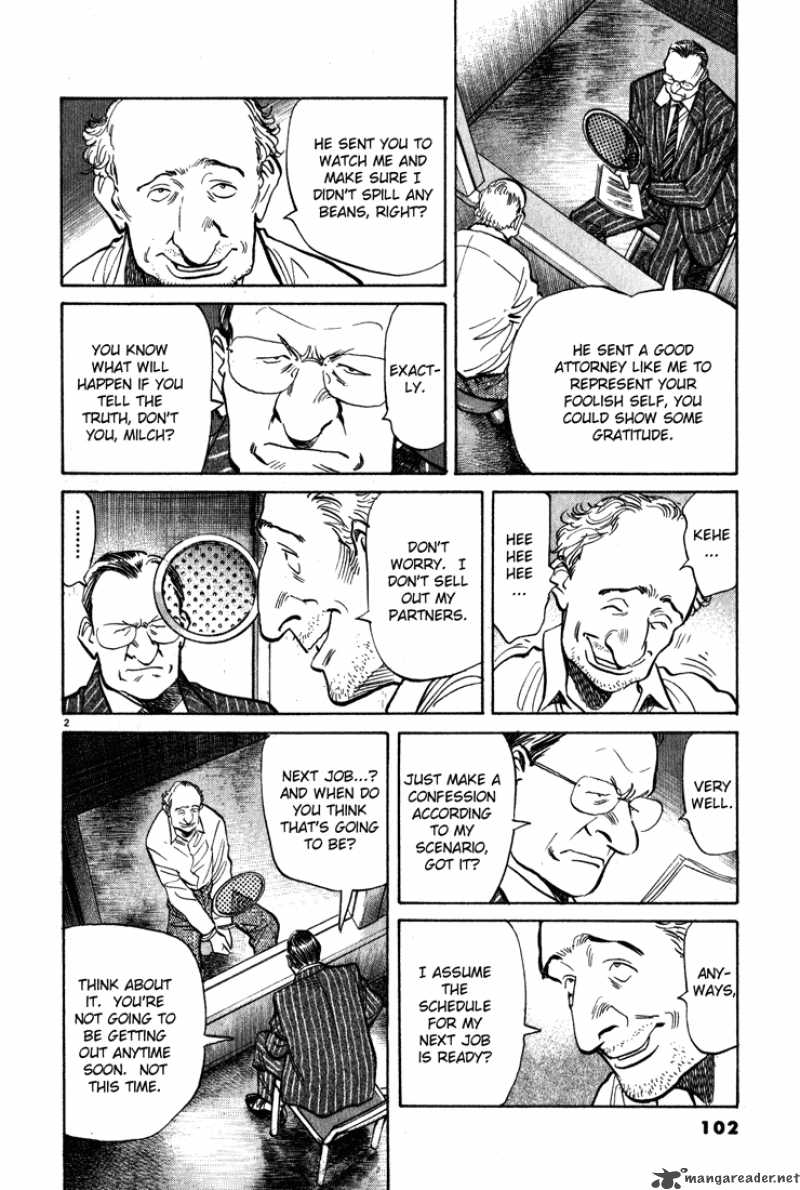 HE SENT A GOOD
ATTORNEY LIKE ME TO
REPRESENT YOUR
FOOLISH SELF, YOU
COULD SHOW SOME
GRATITUDE.
HE SENT YOU TO
WATCH ME AND
MAKE SURE I
DIDN'T SPILL ANY
BEANS, RIGHT?
EXACT-
LY.
YOU KNOW
WHAT WILL
HAPPEN IF YOU
TELL THE
TRUTH, DON'T
YOU, MILCH?
KEHE
...
HEE
HEE
HEE
...
DON'T
WORRY. I
DON'T SELL
OUT MY
PARTNERS.
........
2
VERY
WELL.
JUST MAKE A
CONFESSION
ACCORDING
TO MY
SCENARIO,
GOT IT?
ANY-
WAYS,
I ASSUME
THE
SCHEDULE
FOR MY
NEXT JOB
IS READY?
NEXT JOB...?
AND WHEN DO
YOU THINK
THAT'S GOING
TO BE?
THINK ABOUT
IT. YOU'RE
NOT GOING TO
BE GETTING
OUT ANYTIME
SOON. NOT
THIS TIME.
102
mangareader.net